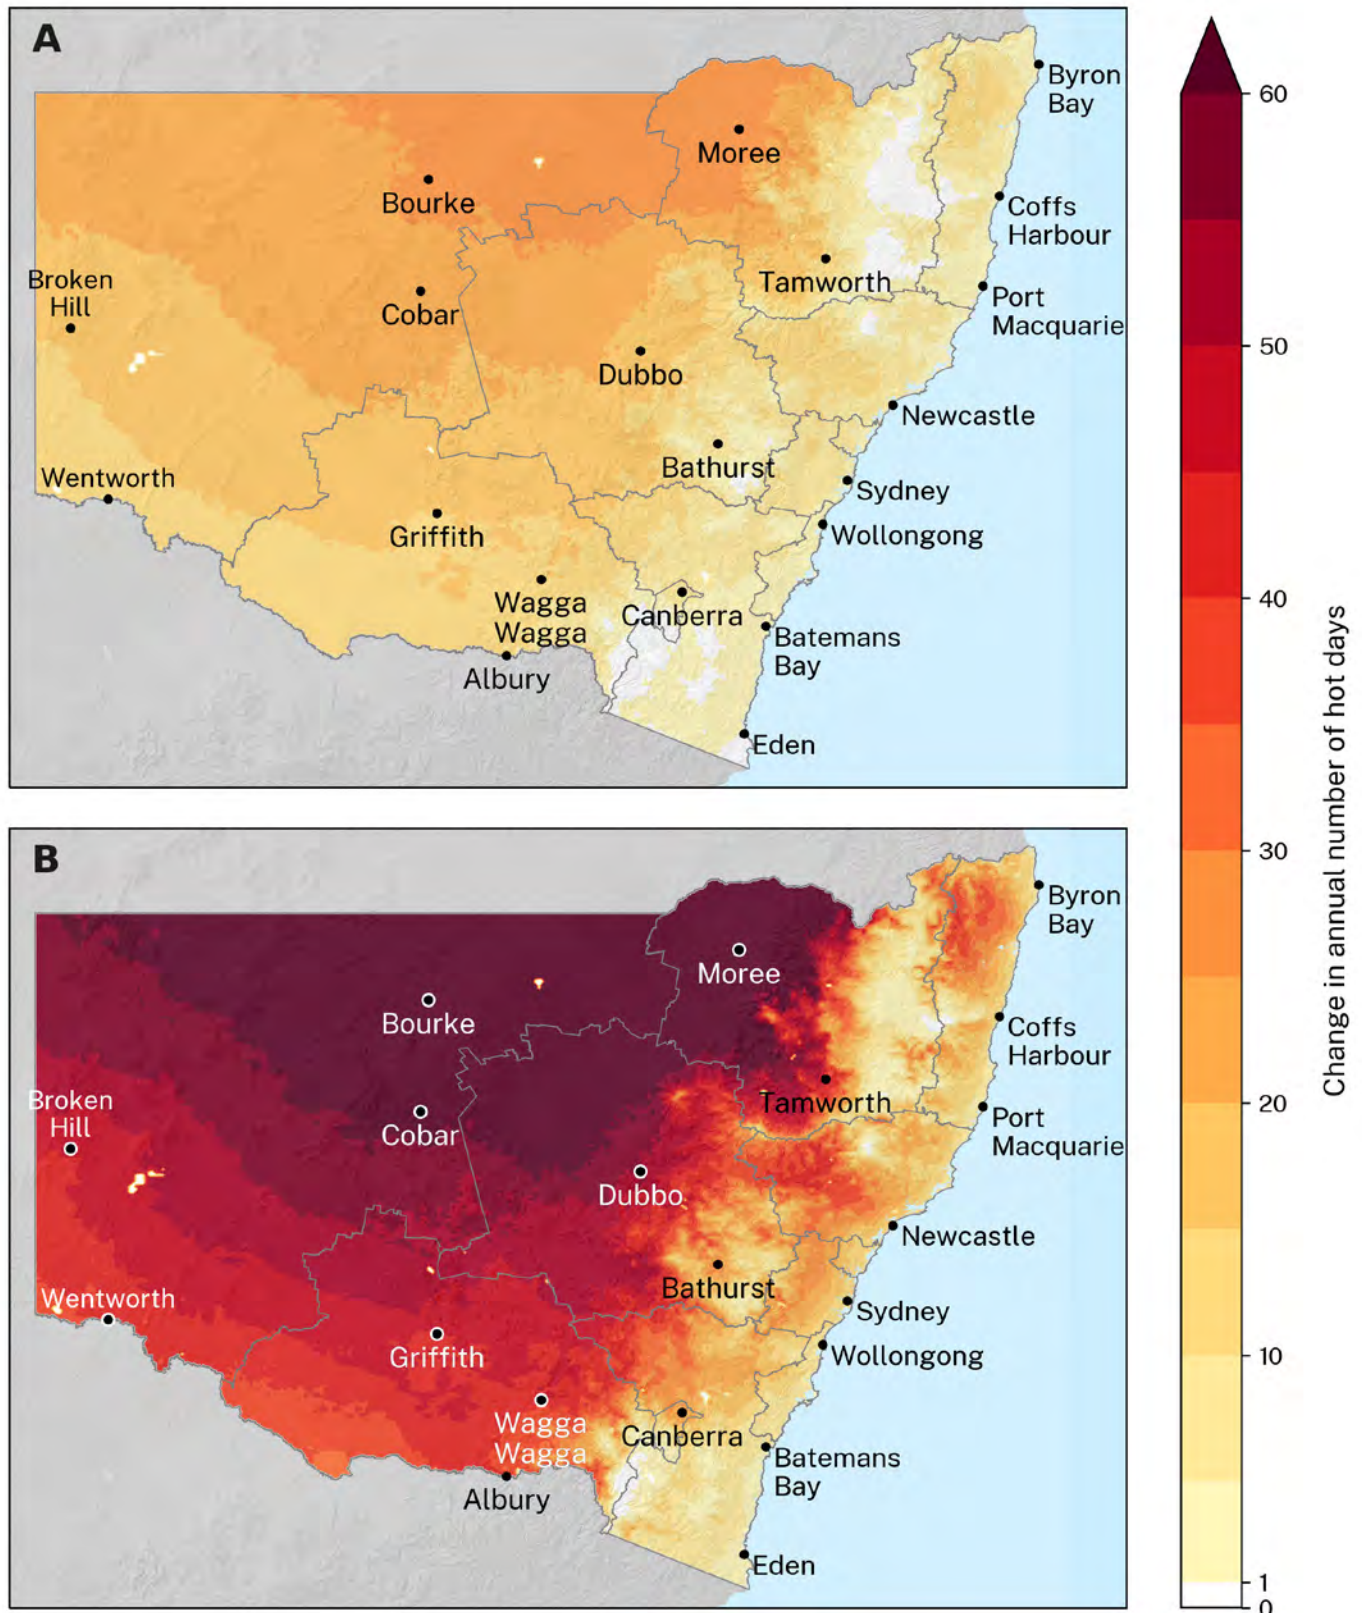 A
Byron
Bay
Moree
Bourke
Coffs
Harbour
Broken
Hill
Tamworth
Port
Macquarie
Cobar
Dubbo
Newcastle
Bathurst
Wentworth
Sydney
Griffith
Wollongong
Wagga
Wagga
Canberra
Batemans
Bay
Albury
Eden
B
Byron
Bay
Moree
Bourke
Coffs
Harbour
Broken
Hill
Tamworth
Port
Macquarie
Cobar
Dubbo
Newcastle
Bathurst
Wentworth
Sydney
Griffith
Wollongong
Wagga
Wagga
Canberra
Batemans
Bay
Albury
Eden
60
50
40
30
20
10
1
0
Change in annual number of hot days